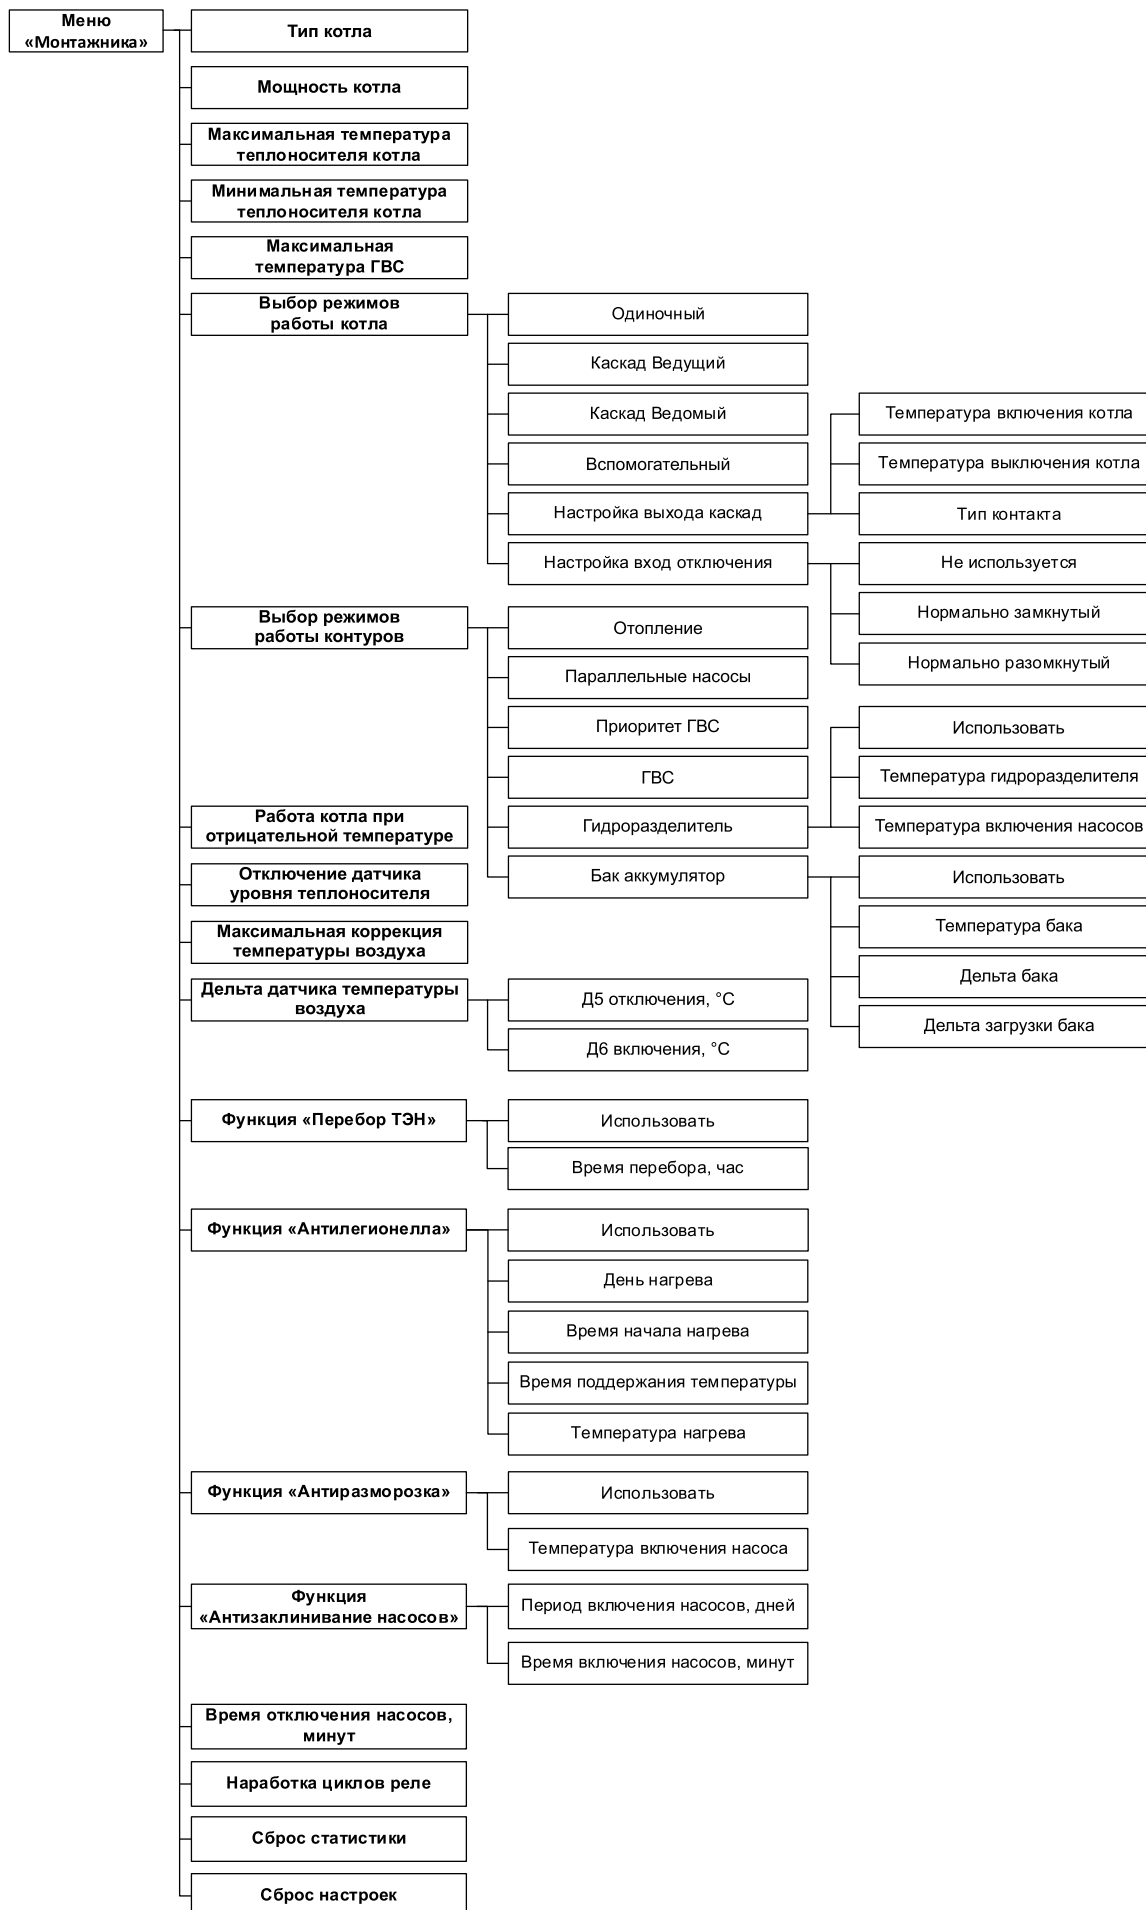 Меню
«Монтажника»
Тип котла
Мощность котла
Максимальная температура
теплоносителя котла
Минимальная температура
теплоносителя котла
Максимальная
температура ГВС
Выбор режимов
работы котла
Одиночный
Каскад Ведущий
Каскад Ведомый
Вспомогательный
Настройка выхода каскад
Температура включения котла
Температура выключения котла
Тип контакта
Настройка вход отключения
Не используется
Нормально замкнутый
Нормально разомкнутый
Выбор режимов
работы контуров
Отопление
Параллельные насосы
Приоритет ГВС
ГВС
Гидроразделитель
Использовать
Температура гидроразделителя
Температура включения насосов
Бак аккумулятор
Использовать
Температура бака
Дельта бака
Дельта загрузки бака
Работа котла при
отрицательной температуре
Отключение датчика
уровня теплоносителя
Максимальная коррекция
температуры воздуха
Дельта датчика температуры
воздуха
Д5 отключения, °С
Д6 включения, °С
Функция «Перебор ТЭН»
Использовать
Время перебора, час
Функция «Антилегионелла»
Использовать
День нагрева
Время начала нагрева
Время поддержания температуры
Температура нагрева
Функция «Антиразморозка»
Использовать
Температура включения насоса
Функция
«Антизаклинивание насосов»
Период включения насосов, дней
Время включения насосов, минут
Время отключения насосов,
минут
Наработка циклов реле
Сброс статистики
Сброс настроек